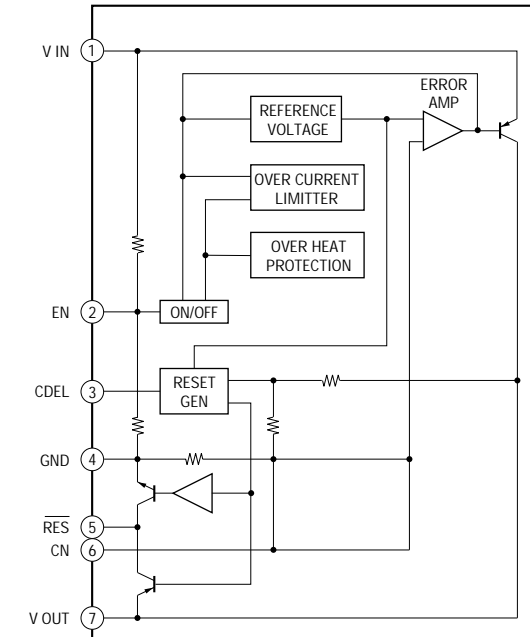 V IN
1
ERROR
AMP
REFERENCE
VOLTAGE
OVER CURRENT
LIMITTER
OVER HEAT
PROTECTION
EN
2
ON/OFF
CDEL
3
RESET
GEN
GND
4
RES
5
CN
6
V OUT
7